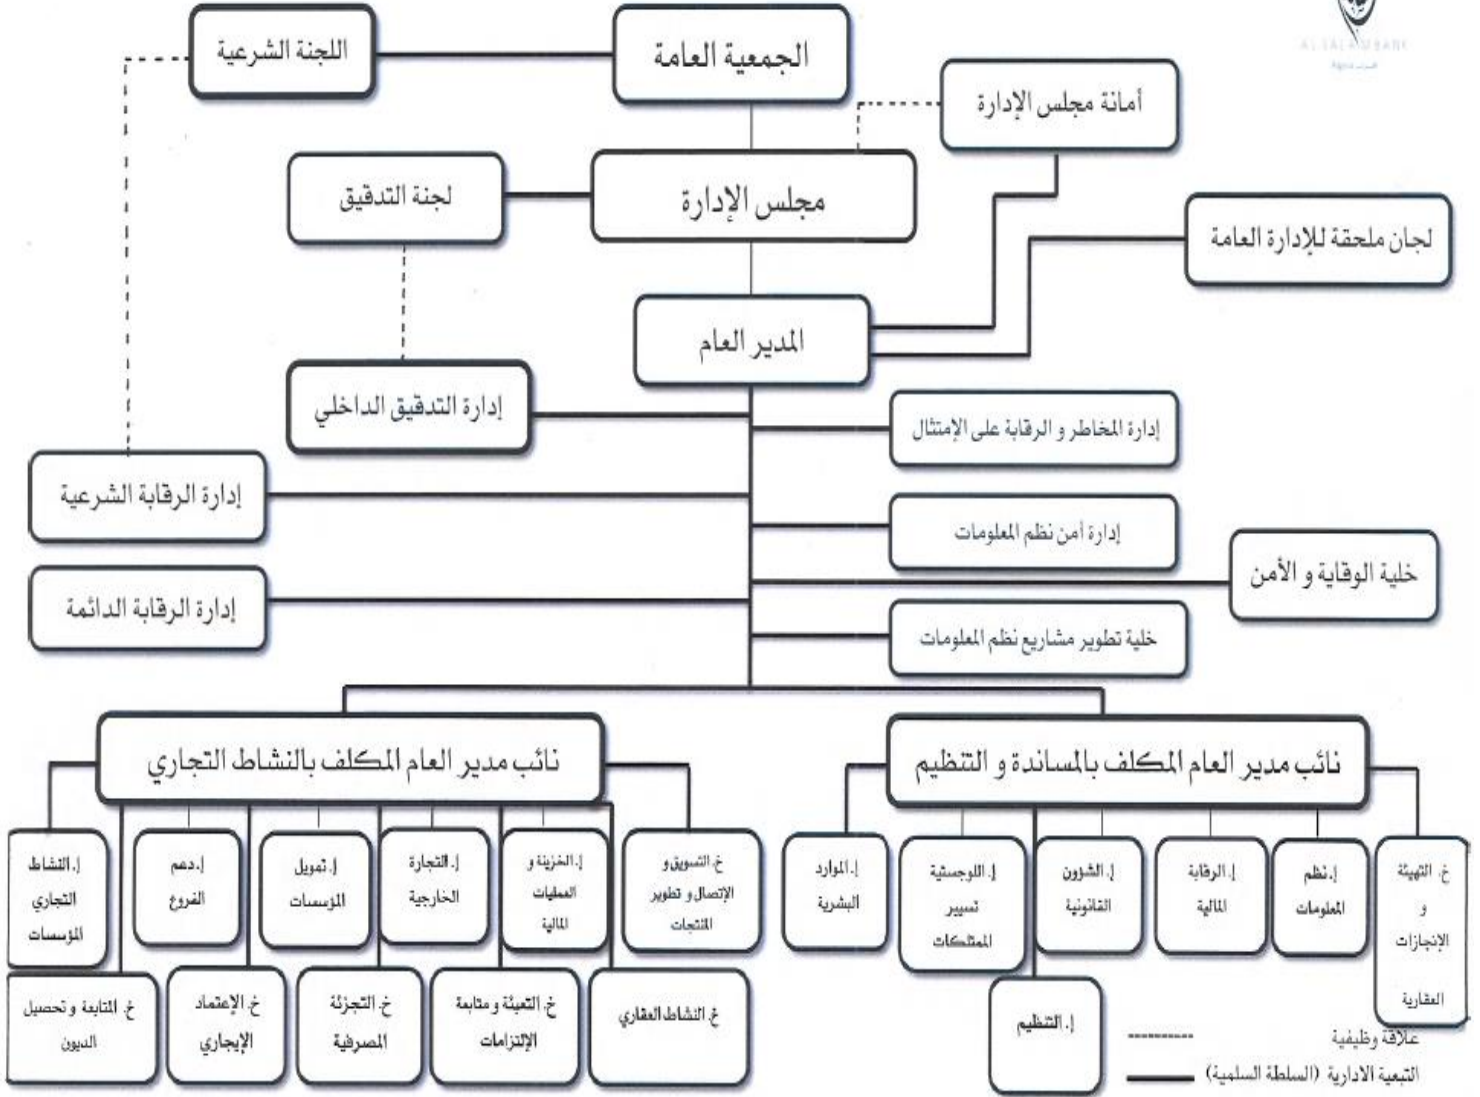 AL SALAM BANK
اللجنة الشرعية
الجمعية العامة
أمانة مجلس الإدارة
لجنة التدقيق
مجلس الإدارة
لجان ملحقة للإدارة العامة
المدير العام
إدارة التدقيق الداخلي
إدارة المخاطر و الرقابة على الإمتثال
إدارة الرقابة الشرعية
إدارة أمن نظم المعلومات
خلية الوقاية و الأمن
إدارة الرقابة الدائمة
خلية تطوير مشاريع نظم المعلومات
نائب مدير العام المكلف بالمساندة و التنظيم
نائب مدير العام المكلف بالنشاط التجاري
خ. التهيئة
و
الإنجازات
العقارية
إ. نظم
المعلومات
إ. الرقابة
المالية
إ. الشؤون
القانونية
إ. اللوجستية
تسيير
الممتلكات
إ. الموارد
البشرية
إ. التنظيم
خ. التسويق و
الإتصال و تطوير
المنتجات
إ. الخزينة و
العمليات
المالية
إ. التجارة
الخارجية
إ. تمويل
المؤسسات
إ. دعم
الفروع
إ. النشاط
التجاري
المؤسسات
خ. النشاط العقاري
خ. التعبئة و متابعة
الإلتزامات
خ. التجزئة
المصرفية
خ. الإعتماد
الإيجاري
خ. المتابعة و تحصيل
الديون
علاقة وظيفية
التبعية الادارية (السلطة السلمية)